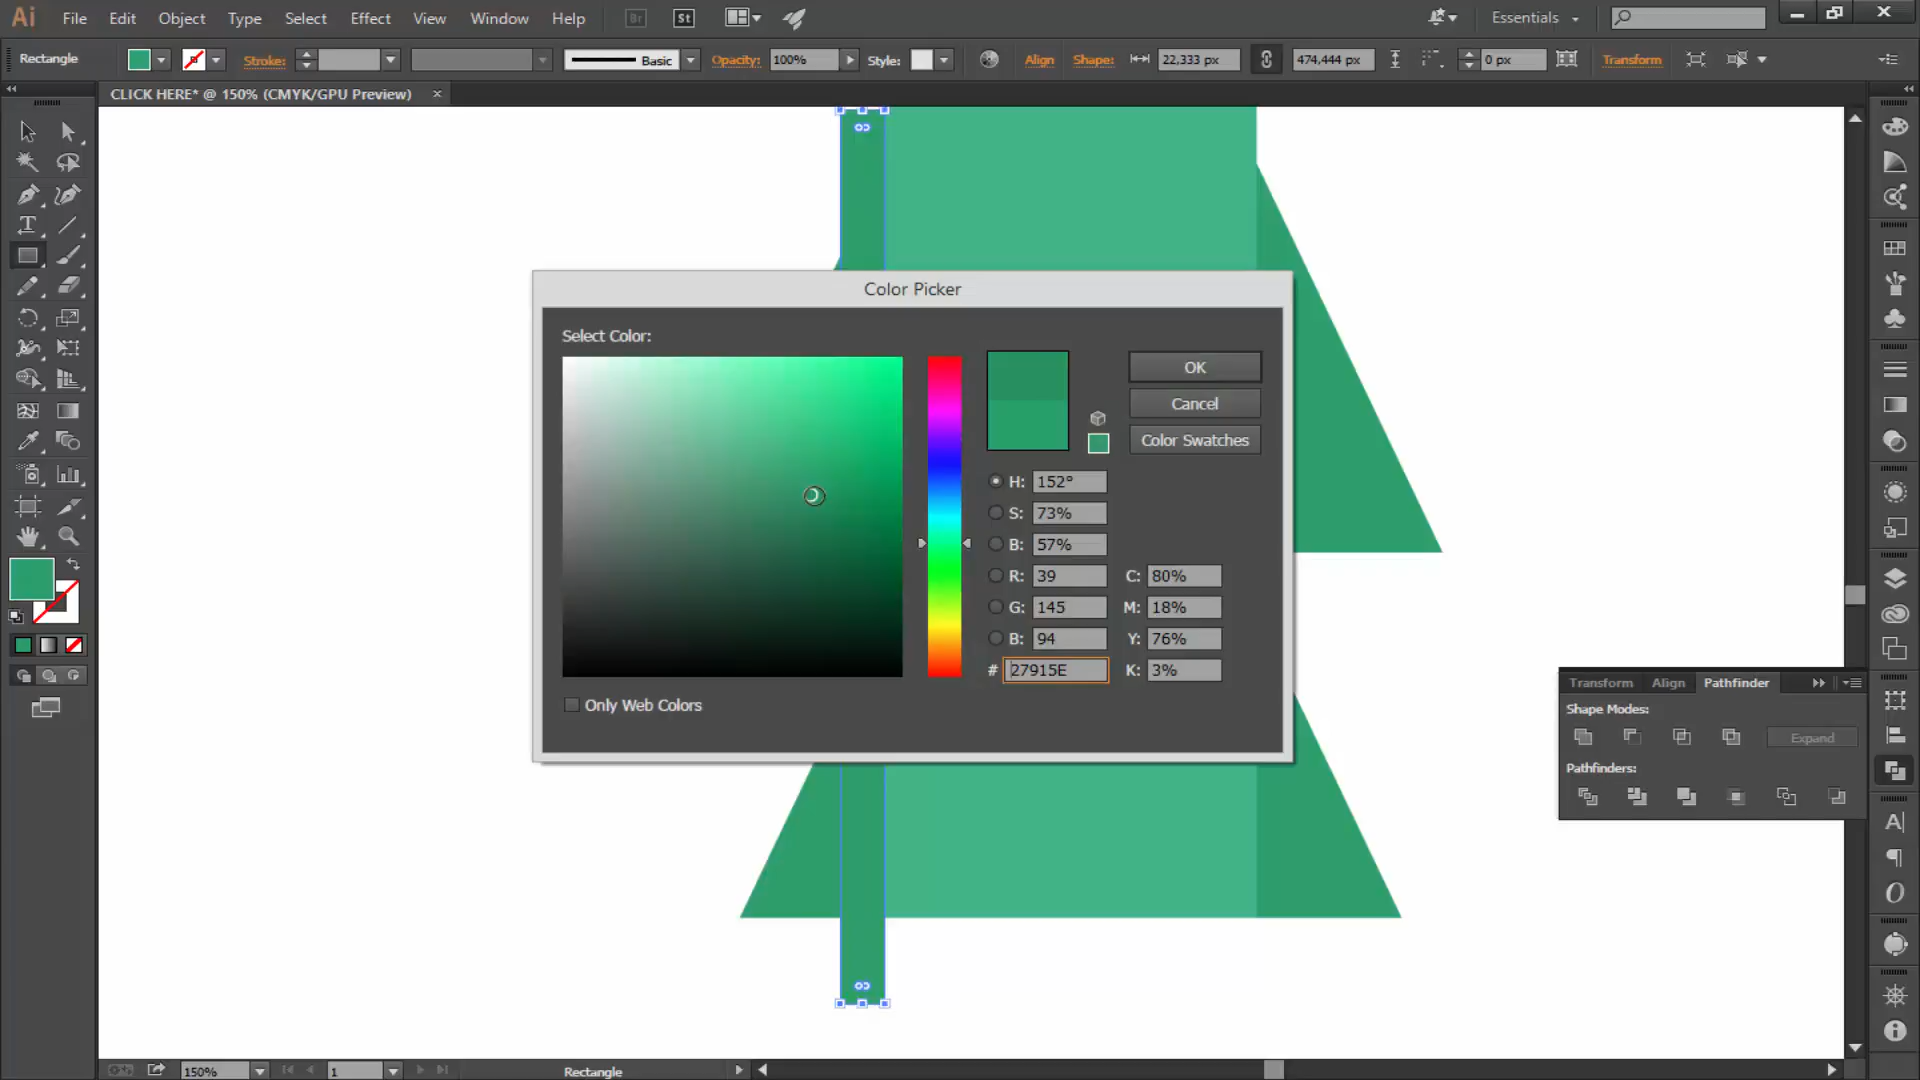 Ai File Edit Object Type Select Effect View Window Help Br St Essentials
Rectangle Stroke: Basic Opacity: 100% Style: Align Shape: 22,333 px 474,444 px 0 px Transform
CLICK HERE* @ 150% (CMYK/GPU Preview) ×
Color Picker
Select Color:
OK
Cancel
Color Swatches
H: 152°
S: 73%
B: 57%
R: 39 C: 80%
G: 145 M: 18%
B: 94 Y: 76%
# 27915E K: 3%
Only Web Colors
Transform Align Pathfinder
Shape Modes:
Expand
Pathfinders:
150% 1 Rectangle